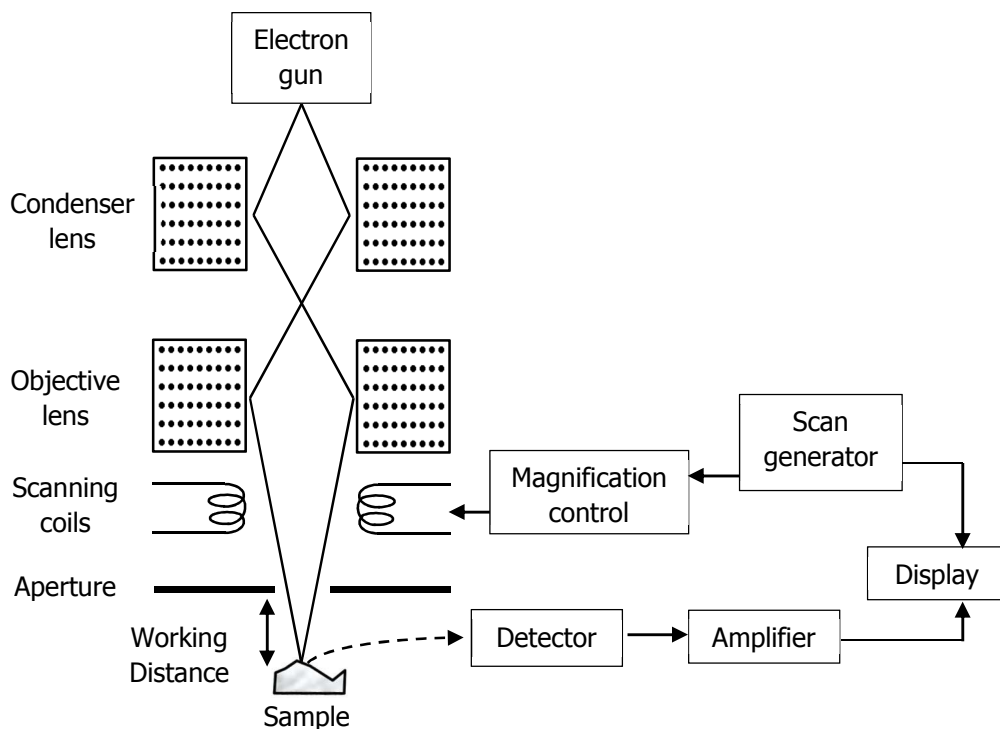 Electron
gun
Condenser
lens
Objective
lens
Scan
generator
Scanning
coils
Magnification
control
Aperture
Display
Working
Distance
Detector
Amplifier
Sample